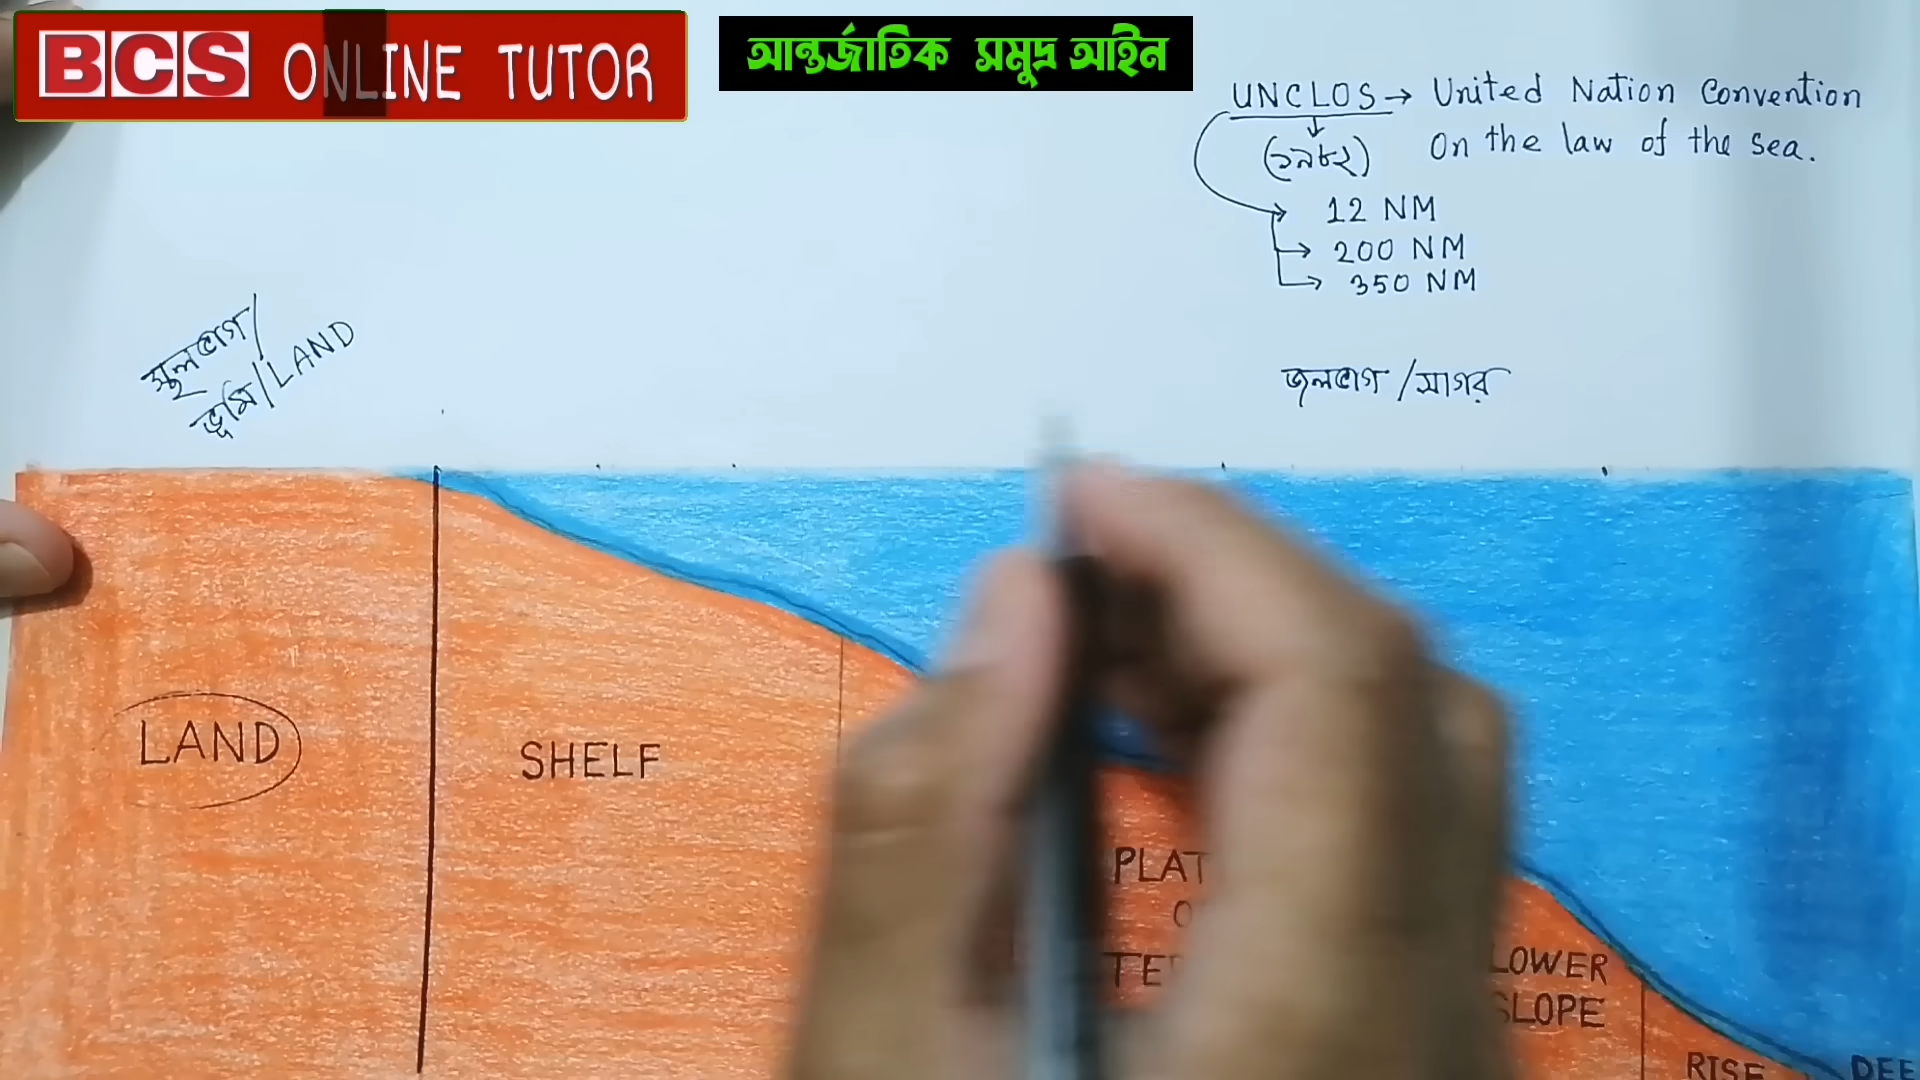 BCS ONLINE TUTOR
আন্তর্জাতিক সমুদ্র আইন
UNCLOS → United Nation Convention
On the law of the Sea.
(১৯৮২)
12 NM
200 NM
350 NM
স্থলভাগ/
ভূমি/LAND
জলভাগ/সাগর
LAND
SHELF
LOWER
SLOPE
RISE